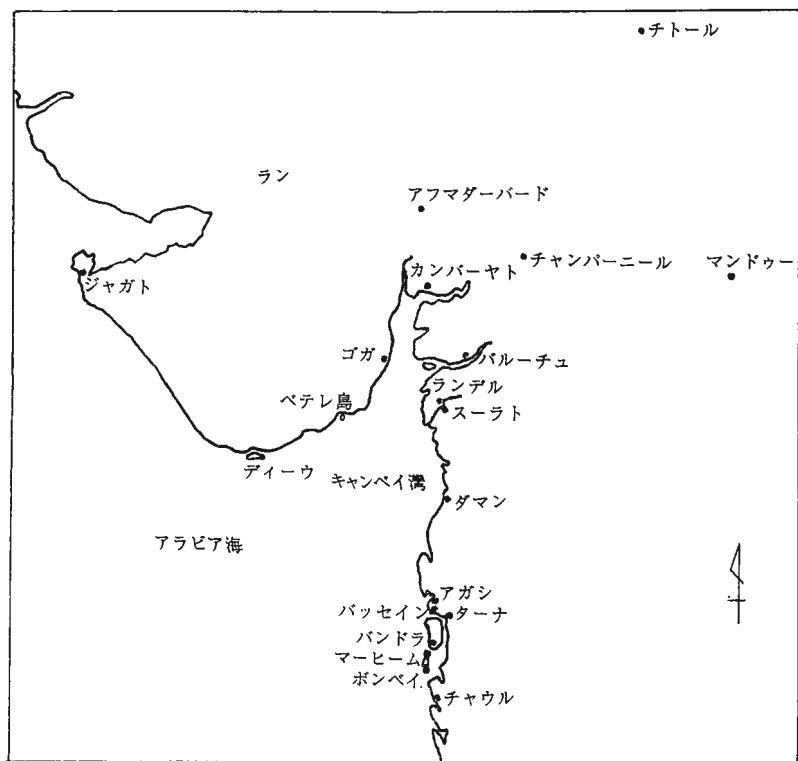 チトール
ラン
アフマダーバード
カンバーヤト
チャンパーニール
マンドゥー
ジャガト
ゴガ
バルーチュ
ランデル
ベテレ島
スーラト
ディーウ
キャンベイ灣
ダマン
アラビア海
アガシ
バッセイン
ターナ
バンドラ
マーヒーム
ボンベイ
チャウル